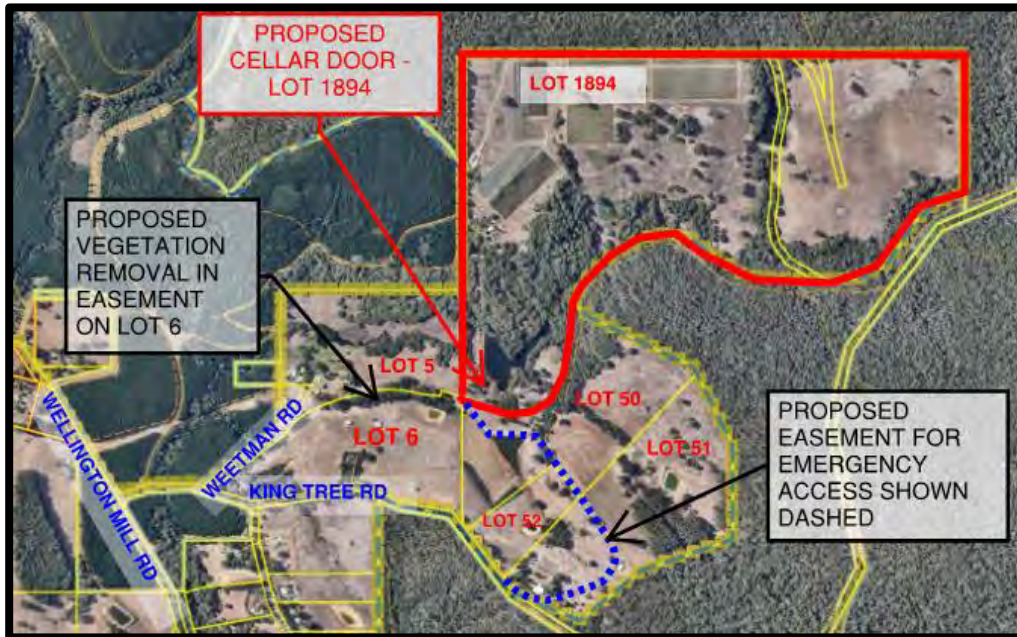 PROPOSED
CELLAR DOOR -
LOT 1894
LOT 1894
PROPOSED
VEGETATION
REMOVAL IN
EASEMENT
ON LOT 6
LOT 5
LOT 50
PROPOSED
EASEMENT FOR
EMERGENCY
ACCESS SHOWN
DASHED
WEETMAN RD
LOT 6
LOT 51
WELLINGTON MILL RD
KING TREE RD
LOT 52